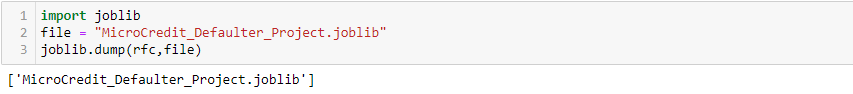 1 import joblib
2 file = "MicroCredit_Defaulter_Project.joblib"
3 joblib.dump(rfc,file)
['MicroCredit_Defaulter_Project.joblib']